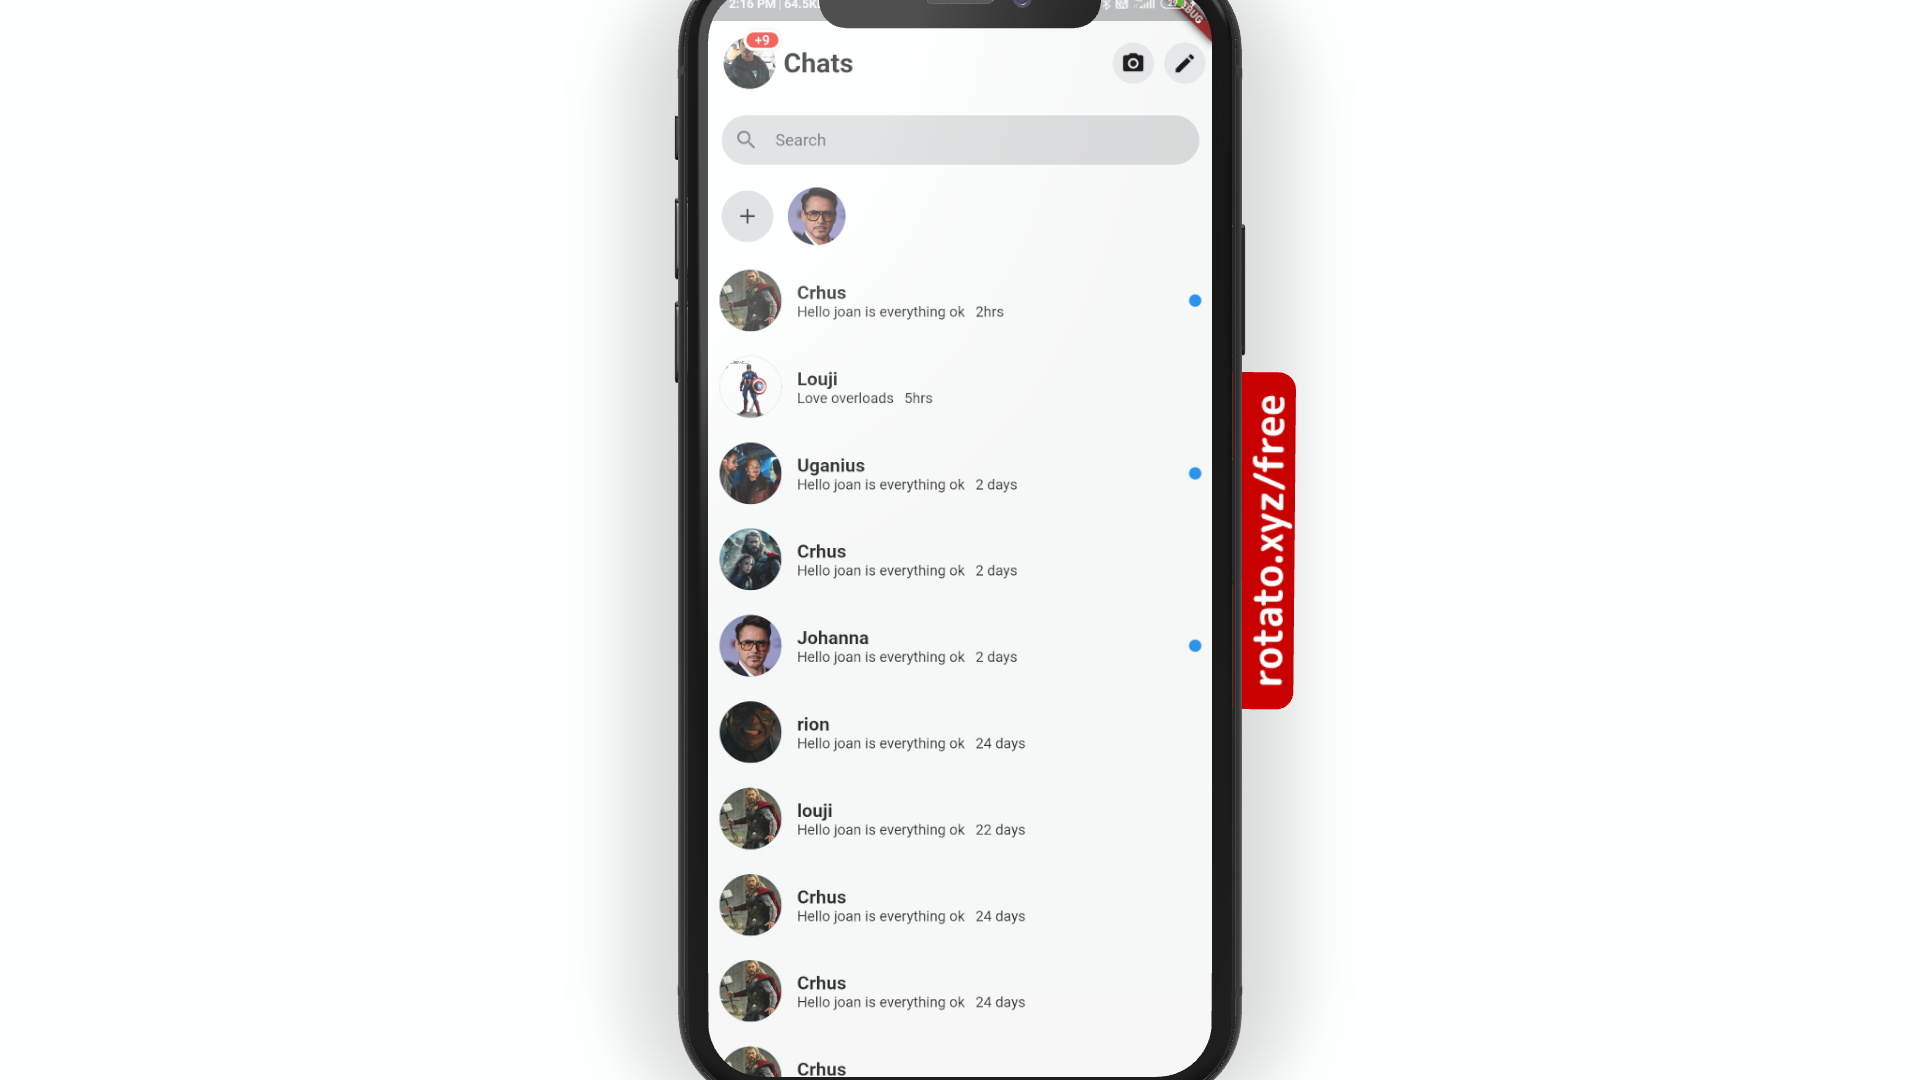 2:16 PM | 64.5K
+9
Chats
Search
Crhus
Hello joan is everything ok 2hrs
Louji
Love overloads 5hrs
Uganius
Hello joan is everything ok 2 days
Crhus
Hello joan is everything ok 2 days
Johanna
Hello joan is everything ok 2 days
rion
Hello joan is everything ok 24 days
louji
Hello joan is everything ok 22 days
Crhus
Hello joan is everything ok 24 days
Crhus
Hello joan is everything ok 24 days
Crhus
rotato.xyz/free